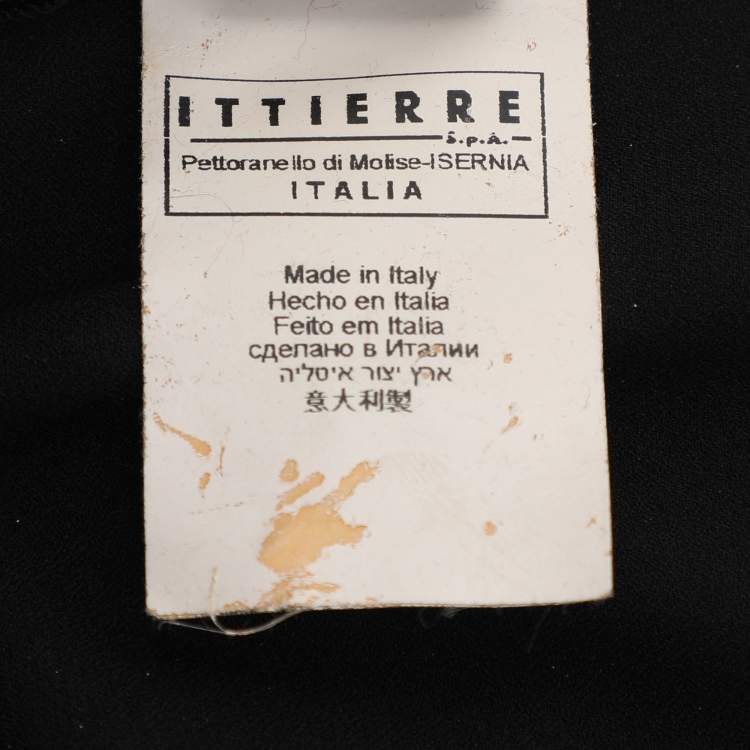 ITTIERRE
S.p.A.
Pettoranello di Molise-ISERNIA
ITALIA
Made in Italy
Hecho en Italia
Feito em Italia
сделано в Италии
ארץ יצור איטליה
意大利製